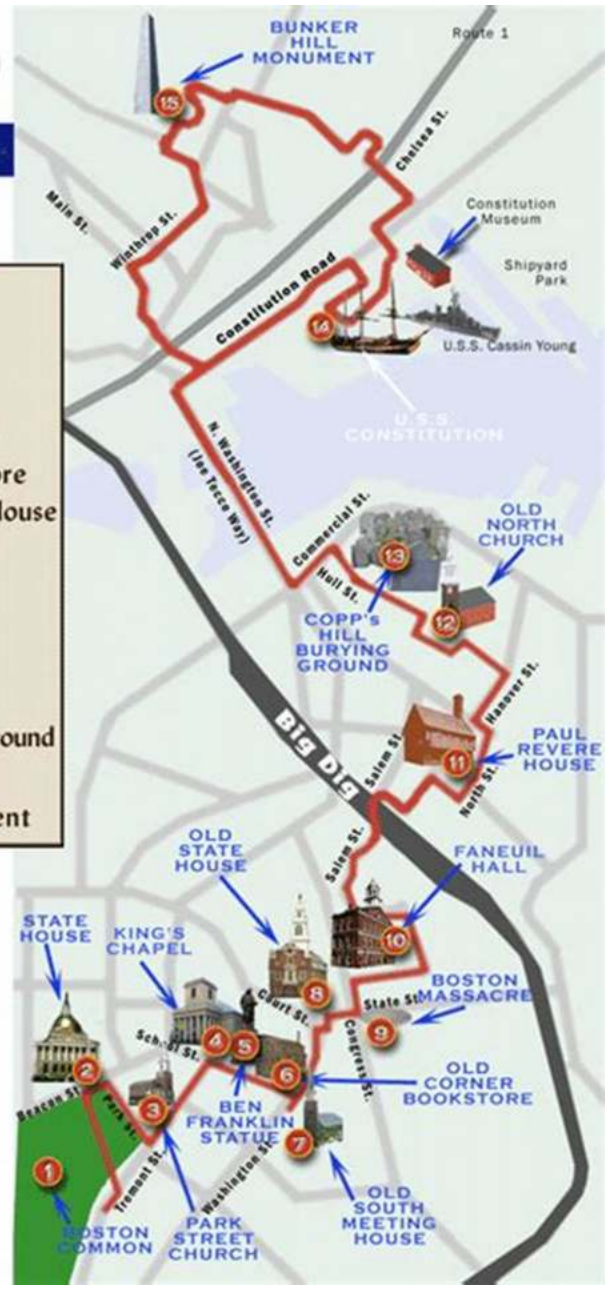 BUNKER
HILL
MONUMENT
Route 1
15
Chelsea St.
Main St.
Winthrop St.
Constitution
Museum
Shipyard
Park
Constitution Road
14
U.S.S. Cassin Young
U.S.S.
CONSTITUTION
N. Washington St.
(Joe Tecce Way)
Commercial St.
13
OLD
NORTH
CHURCH
Hull St.
12
COPP's
HILL
BURYING
GROUND
Hanover St.
Big Dig
Salem St.
PAUL
REVERE
HOUSE
11
North St.
Salem St.
OLD
STATE
HOUSE
FANEUIL
HALL
10
STATE
HOUSE
KING'S
CHAPEL
8
Court St.
State St.
BOSTON
MASSACRE
9
Congress St.
School St.
4
5
6
2
Beacon St.
Park St.
3
BEN
FRANKLIN
STATUE
OLD
CORNER
BOOKSTORE
7
1
Tremont St.
Washington St.
BOSTON
COMMON
PARK
STREET
CHURCH
OLD
SOUTH
MEETING
HOUSE